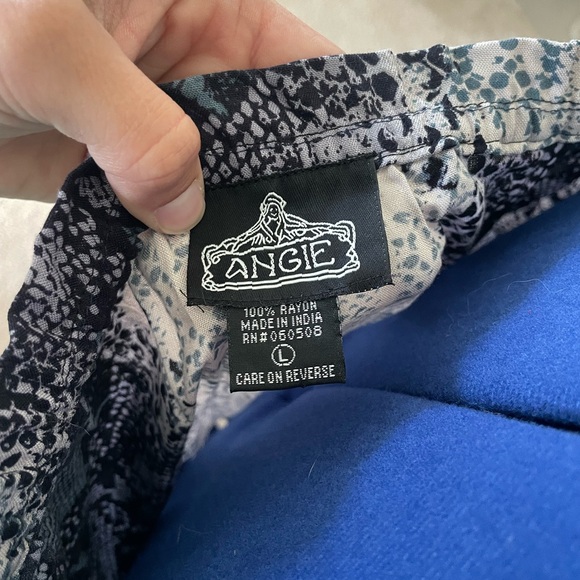 ANGIE
100% RAYON
MADE IN INDIA
RN#060508
L
CARE ON REVERSE